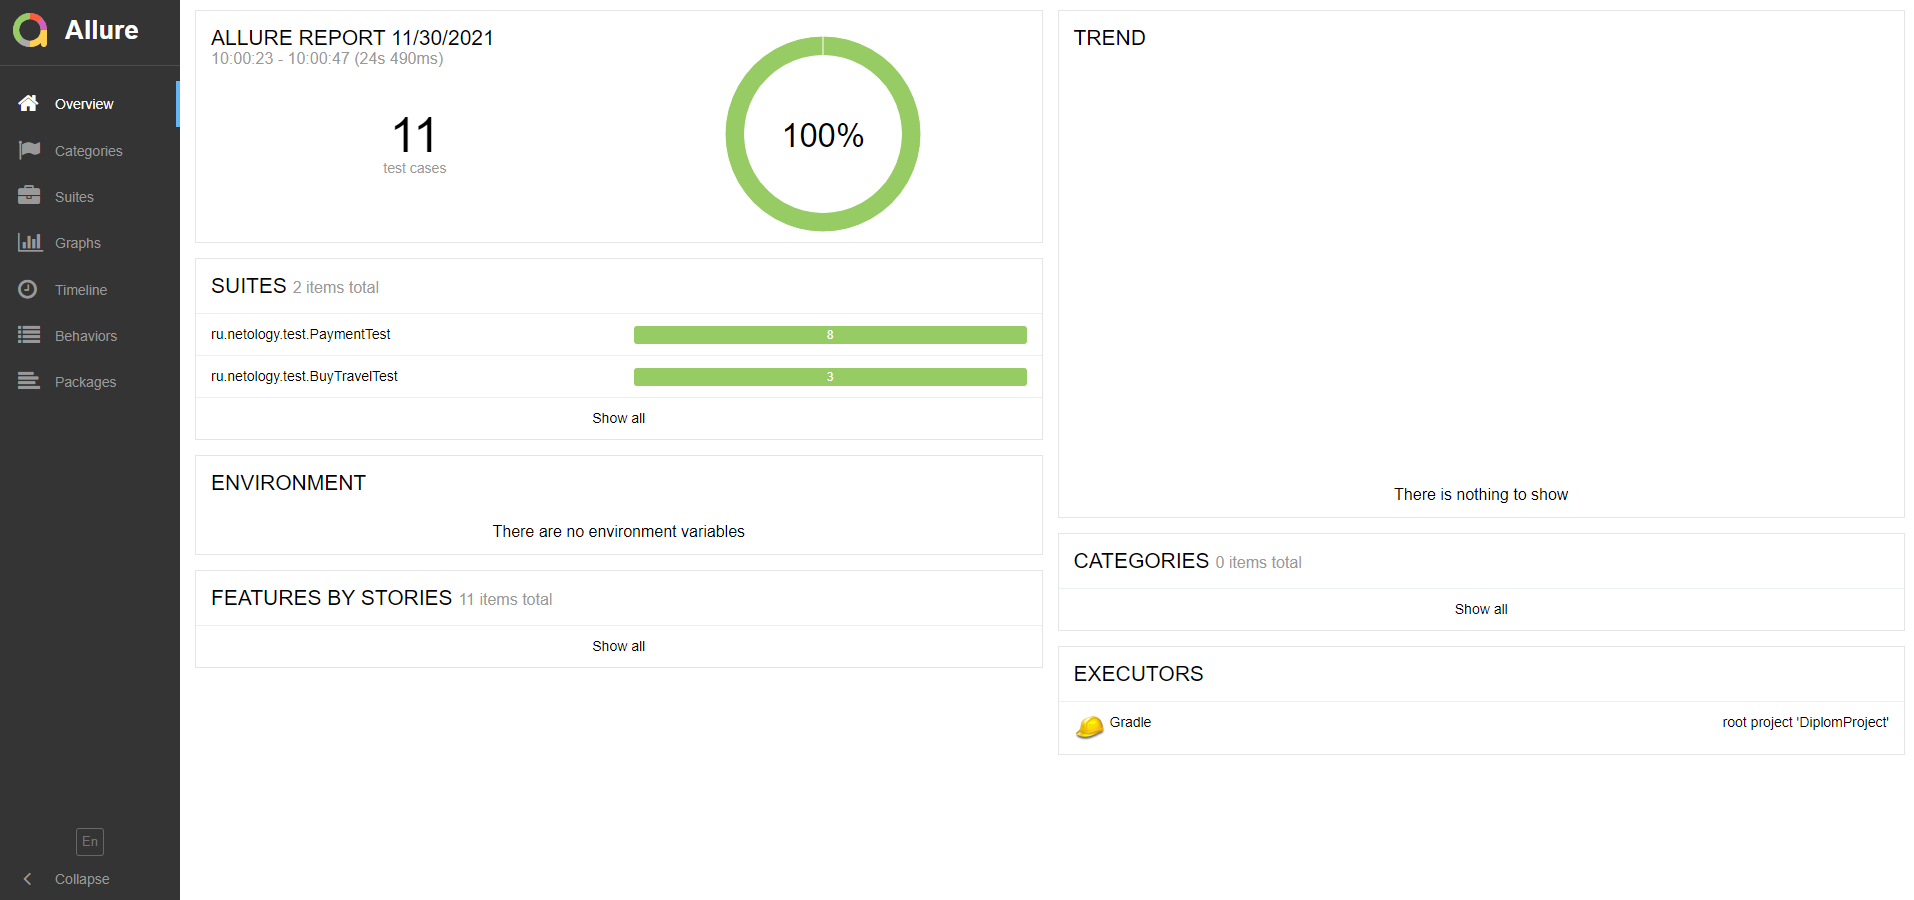 Allure
Overview
Categories
Suites
Graphs
Timeline
Behaviors
Packages
En
Collapse
ALLURE REPORT 11/30/2021
10:00:23 - 10:00:47 (24s 490ms)
11
test cases
100%
SUITES 2 items total
ru.netology.test.PaymentTest 8
ru.netology.test.BuyTravelTest 3
Show all
ENVIRONMENT
There are no environment variables
FEATURES BY STORIES 11 items total
Show all
TREND
There is nothing to show
CATEGORIES 0 items total
Show all
EXECUTORS
Gradle root project 'DiplomProject'